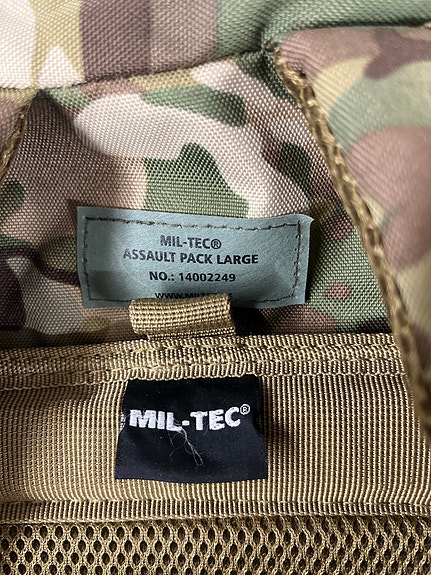 MIL-TEC®
ASSAULT PACK LARGE
NO.: 14002249
MIL-TEC®